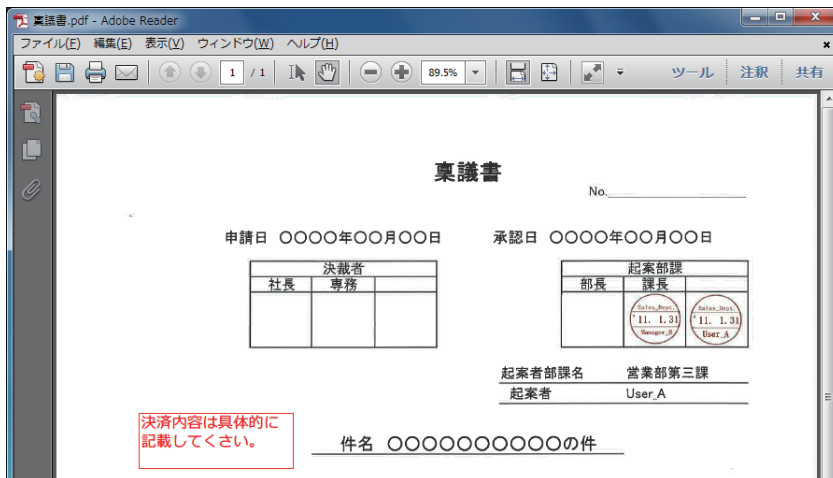 稟議書.pdf - Adobe Reader
ファイル(F) 編集(E) 表示(V) ウィンドウ(W) ヘルプ(H)
1 / 1 89.5% ツール 注釈 共有
稟議書
No.
申請日 〇〇〇〇年〇〇月〇〇日 承認日 〇〇〇〇年〇〇月〇〇日
決裁者 起案部課
社長 専務 部長 課長
Sales_Dept. Sales_Dept.
'11. 1.31 '11. 1.31
Manager_B User_A
起案者部課名 営業部第三課
起案者 User_A
決済内容は具体的に
記載してくさい。
件名 〇〇〇〇〇〇〇〇〇〇の件